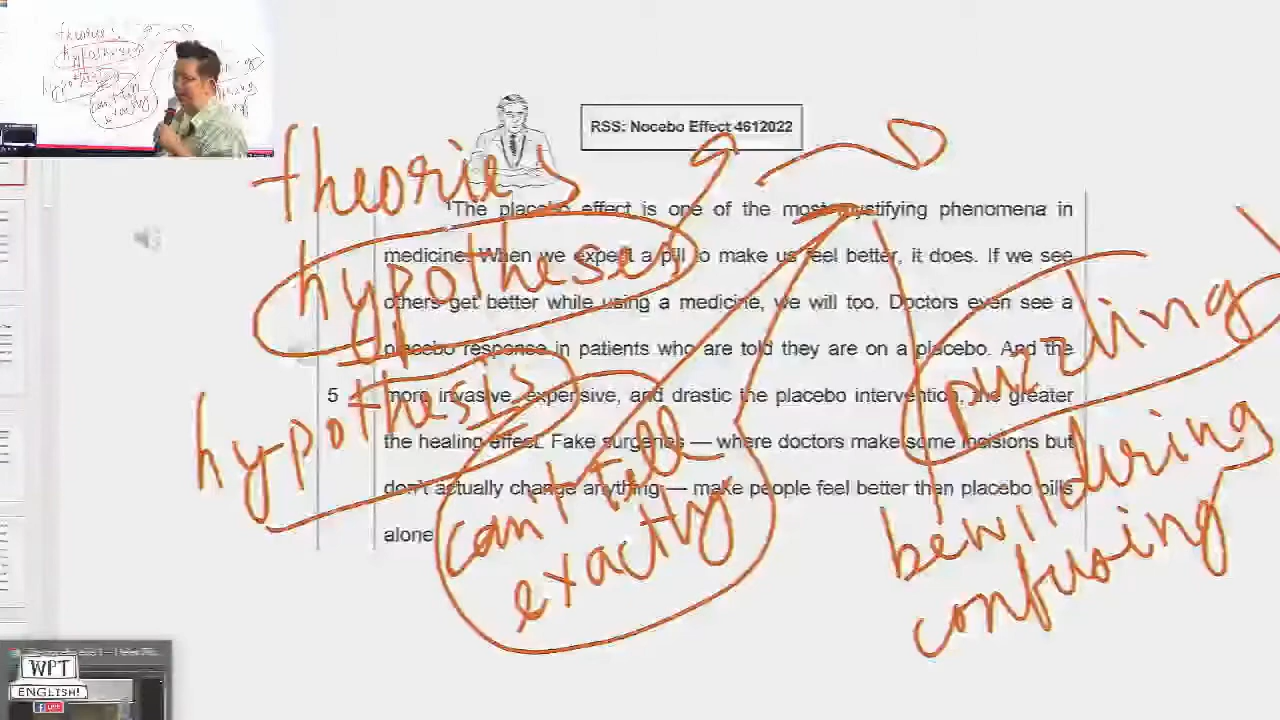 RSS: Nocebo Effect 4612022
theories
The placebo effect is one of the most mystifying phenomena in
medicine. When we expect a pill to make us feel better, it does. If we see
hypotheses
others get better while using a medicine, we will too. Doctors even see a
placebo response in patients who are told they are on a placebo. And the
puzzling
5 more invasive, expensive, and drastic the placebo intervention, the greater
hypothesis
the healing effect. Fake surgeries — where doctors make some incisions but
don't actually change anything — make people feel better than placebo pills
alone
can't tell
exactly
bewildering
confusing
WPT
ENGLISH!